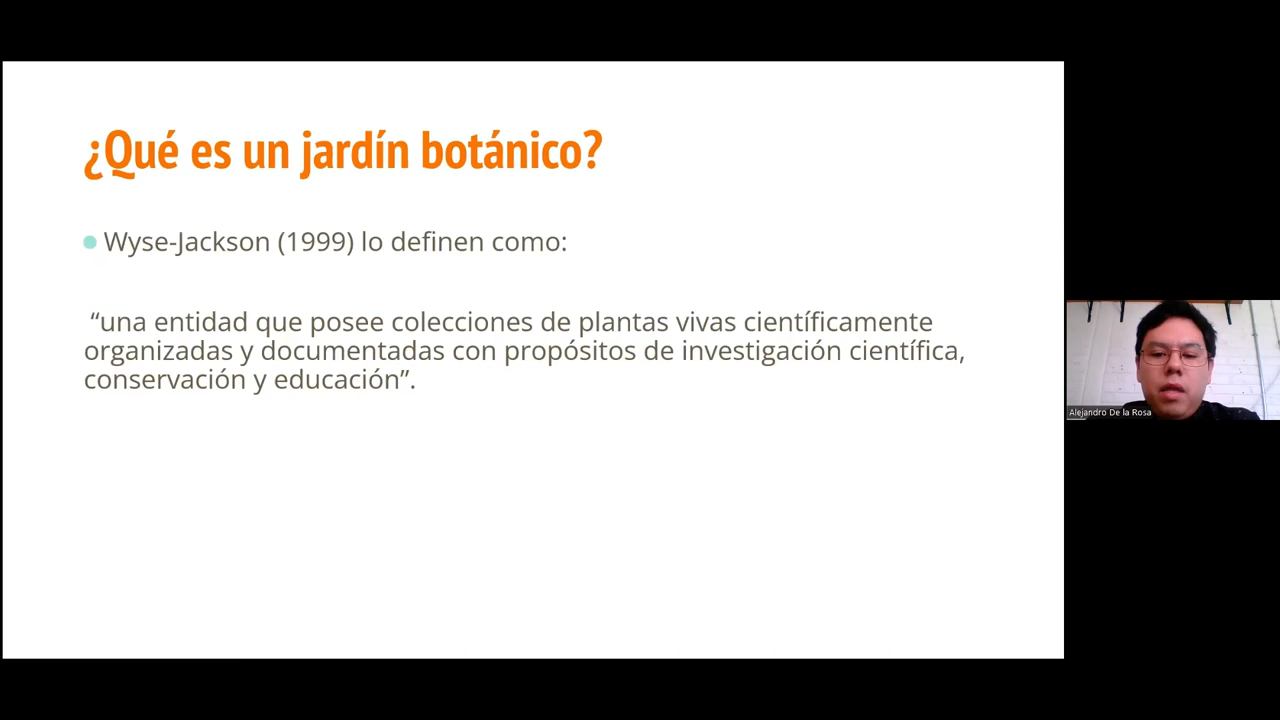 ¿Qué es un jardín botánico?
Wyse-Jackson (1999) lo definen como:
“una entidad que posee colecciones de plantas vivas científicamente
organizadas y documentadas con propósitos de investigación científica,
conservación y educación”.
Alejandro De la Rosa